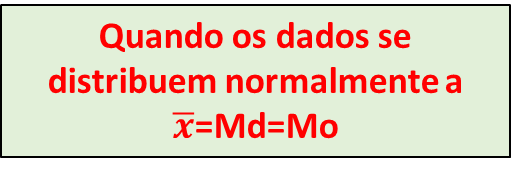 Quando os dados se
distribuem normalmente a
x̅=Md=Mo